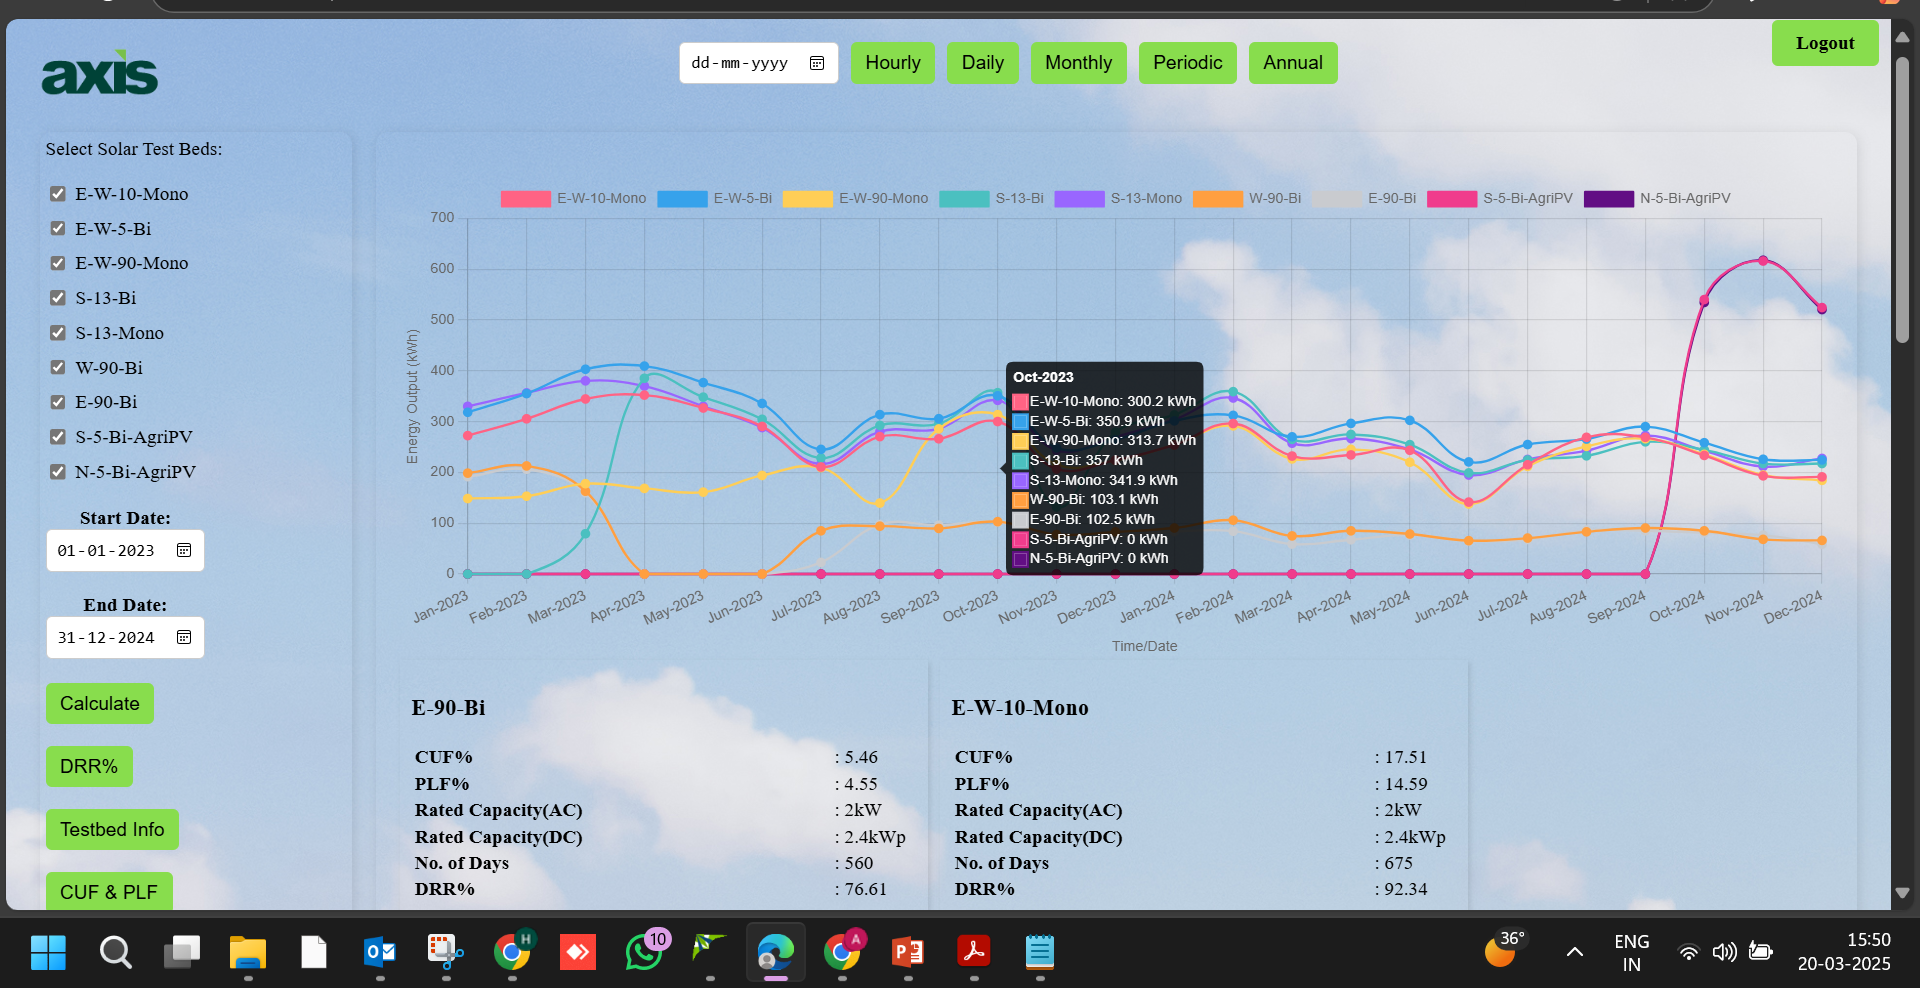 axis
dd-mm-yyyy
Hourly
Daily
Monthly
Periodic
Annual
Logout
Select Solar Test Beds:
E-W-10-Mono
E-W-5-Bi
E-W-90-Mono
S-13-Bi
S-13-Mono
W-90-Bi
E-90-Bi
S-5-Bi-AgriPV
N-5-Bi-AgriPV
Start Date:
01-01-2023
End Date:
31-12-2024
Calculate
DRR%
Testbed Info
CUF & PLF
E-W-10-Mono E-W-5-Bi E-W-90-Mono S-13-Bi S-13-Mono W-90-Bi E-90-Bi S-5-Bi-AgriPV N-5-Bi-AgriPV
Energy Output (kWh)
700
600
500
400
300
200
100
0
Oct-2023
E-W-10-Mono: 300.2 kWh
E-W-5-Bi: 350.9 kWh
E-W-90-Mono: 313.7 kWh
S-13-Bi: 357 kWh
S-13-Mono: 341.9 kWh
W-90-Bi: 103.1 kWh
E-90-Bi: 102.5 kWh
S-5-Bi-AgriPV: 0 kWh
N-5-Bi-AgriPV: 0 kWh
Jan-2023 Feb-2023 Mar-2023 Apr-2023 May-2023 Jun-2023 Jul-2023 Aug-2023 Sep-2023 Oct-2023 Nov-2023 Dec-2023 Jan-2024 Feb-2024 Mar-2024 Apr-2024 May-2024 Jun-2024 Jul-2024 Aug-2024 Sep-2024 Oct-2024 Nov-2024 Dec-2024
Time/Date
E-90-Bi
CUF% : 5.46
PLF% : 4.55
Rated Capacity(AC) : 2kW
Rated Capacity(DC) : 2.4kWp
No. of Days : 560
DRR% : 76.61
E-W-10-Mono
CUF% : 17.51
PLF% : 14.59
Rated Capacity(AC) : 2kW
Rated Capacity(DC) : 2.4kWp
No. of Days : 675
DRR% : 92.34
H
10
A
36°
ENG
IN
15:50
20-03-2025